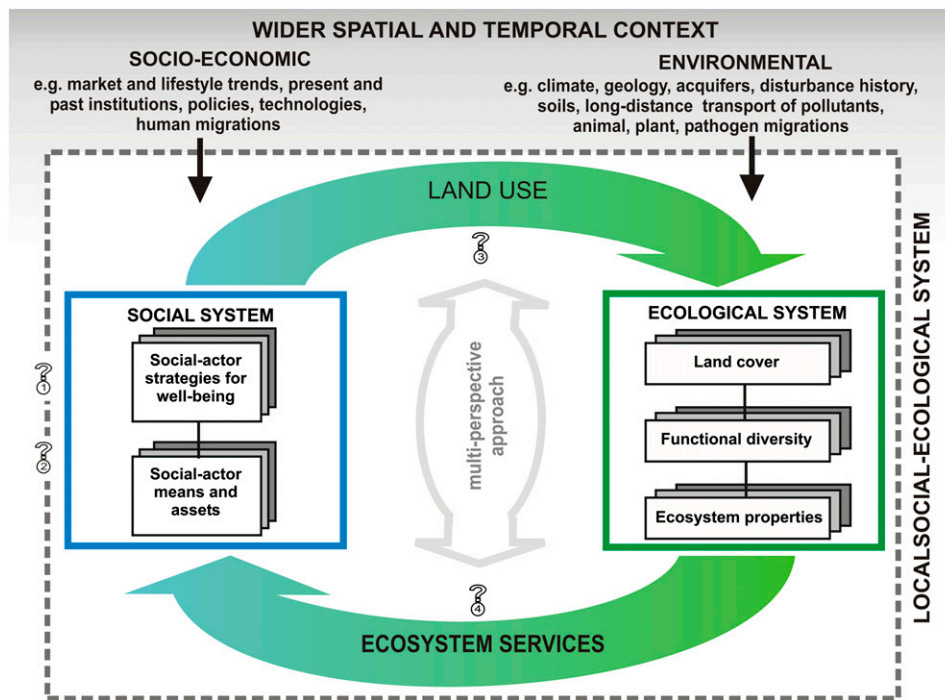 WIDER SPATIAL AND TEMPORAL CONTEXT
SOCIO-ECONOMIC
e.g. market and lifestyle trends, present and
past institutions, policies, technologies,
human migrations
ENVIRONMENTAL
e.g. climate, geology, acquifers, disturbance history,
soils, long-distance transport of pollutants,
animal, plant, pathogen migrations
LAND USE
?
3
SOCIAL SYSTEM
Social-actor
strategies for
well-being
Social-actor
means and
assets
?
1
?
2
multi-perspective
approach
ECOLOGICAL SYSTEM
Land cover
Functional diversity
Ecosystem properties
?
4
ECOSYSTEM SERVICES
LOCALSOCIAL-ECOLOGICAL SYSTEM